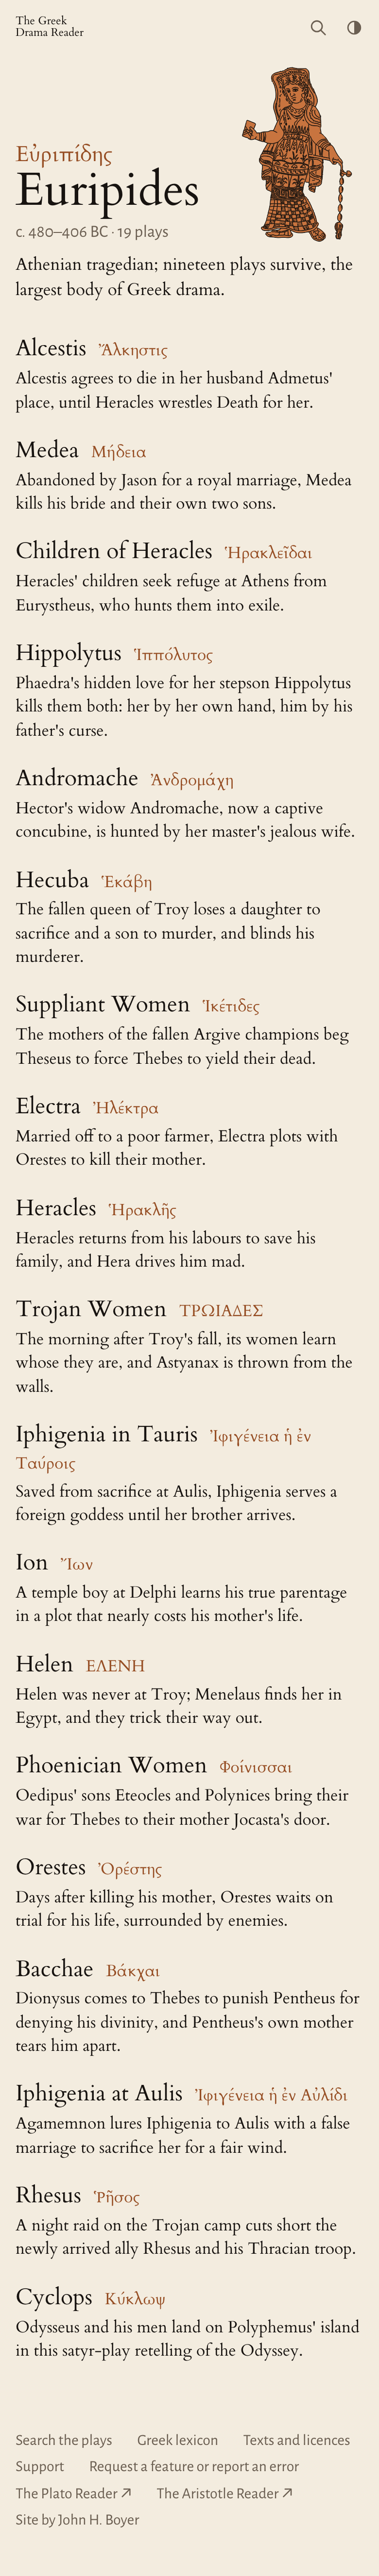 The Greek
Drama Reader
Εὐριπίδης
Euripides
c. 480–406 BC · 19 plays
Athenian tragedian; nineteen plays survive, the
largest body of Greek drama.
Alcestis Ἄλκηστις
Alcestis agrees to die in her husband Admetus'
place, until Heracles wrestles Death for her.
Medea Μήδεια
Abandoned by Jason for a royal marriage, Medea
kills his bride and their own two sons.
Children of Heracles Ἡρακλεῖδαι
Heracles' children seek refuge at Athens from
Eurystheus, who hunts them into exile.
Hippolytus Ἱππόλυτος
Phaedra's hidden love for her stepson Hippolytus
kills them both: her by her own hand, him by his
father's curse.
Andromache Ἀνδρομάχη
Hector's widow Andromache, now a captive
concubine, is hunted by her master's jealous wife.
Hecuba Ἑκάβη
The fallen queen of Troy loses a daughter to
sacrifice and a son to murder, and blinds his
murderer.
Suppliant Women Ἱκέτιδες
The mothers of the fallen Argive champions beg
Theseus to force Thebes to yield their dead.
Electra Ἠλέκτρα
Married off to a poor farmer, Electra plots with
Orestes to kill their mother.
Heracles Ἡρακλῆς
Heracles returns from his labours to save his
family, and Hera drives him mad.
Trojan Women ΤΡΩΙΑΔΕΣ
The morning after Troy's fall, its women learn
whose they are, and Astyanax is thrown from the
walls.
Iphigenia in Tauris Ἰφιγένεια ἡ ἐν
Ταύροις
Saved from sacrifice at Aulis, Iphigenia serves a
foreign goddess until her brother arrives.
Ion Ἴων
A temple boy at Delphi learns his true parentage
in a plot that nearly costs his mother's life.
Helen ΕΛΕΝΗ
Helen was never at Troy; Menelaus finds her in
Egypt, and they trick their way out.
Phoenician Women Φοίνισσαι
Oedipus' sons Eteocles and Polynices bring their
war for Thebes to their mother Jocasta's door.
Orestes Ὀρέστης
Days after killing his mother, Orestes waits on
trial for his life, surrounded by enemies.
Bacchae Βάκχαι
Dionysus comes to Thebes to punish Pentheus for
denying his divinity, and Pentheus's own mother
tears him apart.
Iphigenia at Aulis Ἰφιγένεια ἡ ἐν Αὐλίδι
Agamemnon lures Iphigenia to Aulis with a false
marriage to sacrifice her for a fair wind.
Rhesus Ῥῆσος
A night raid on the Trojan camp cuts short the
newly arrived ally Rhesus and his Thracian troop.
Cyclops Κύκλωψ
Odysseus and his men land on Polyphemus' island
in this satyr-play retelling of the Odyssey.
Search the plays Greek lexicon Texts and licences
Support Request a feature or report an error
The Plato Reader ↗ The Aristotle Reader ↗
Site by John H. Boyer